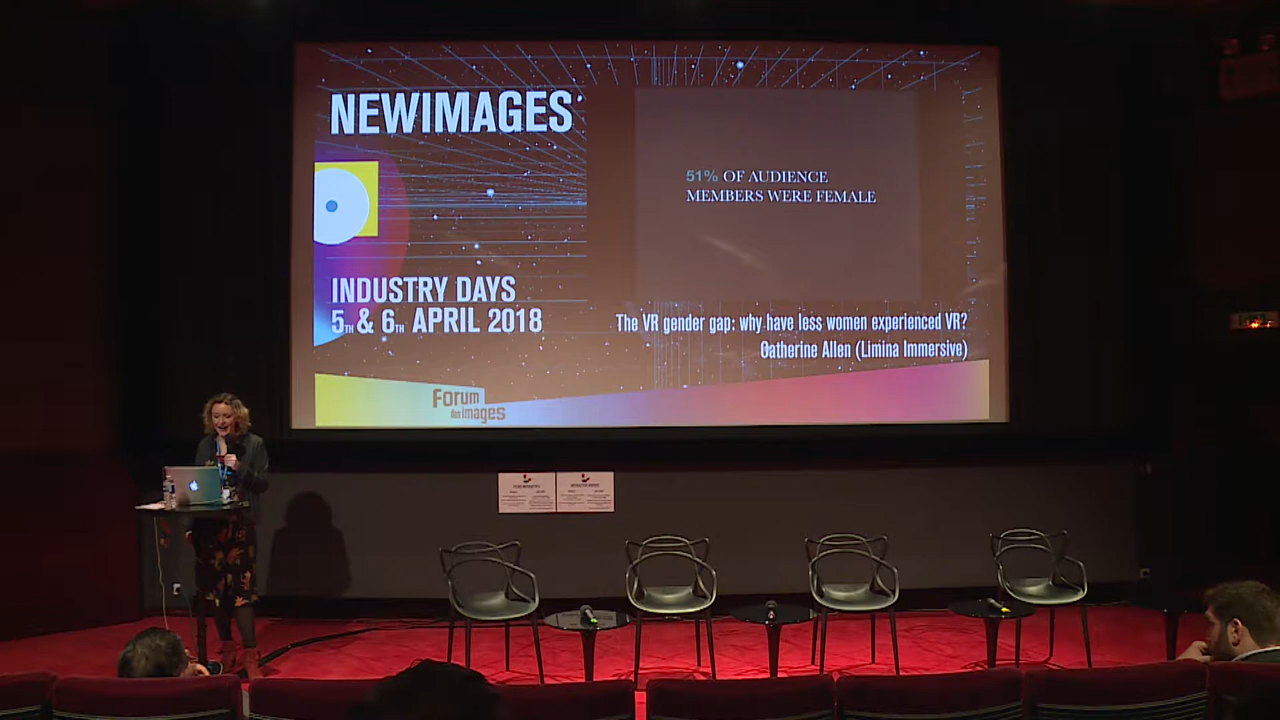 NEWIMAGES
51% OF AUDIENCE
MEMBERS WERE FEMALE
INDUSTRY DAYS
5TH & 6TH APRIL 2018
The VR gender gap: why have less women experienced VR?
Catherine Allen (Limina Immersive)
Forum
des images